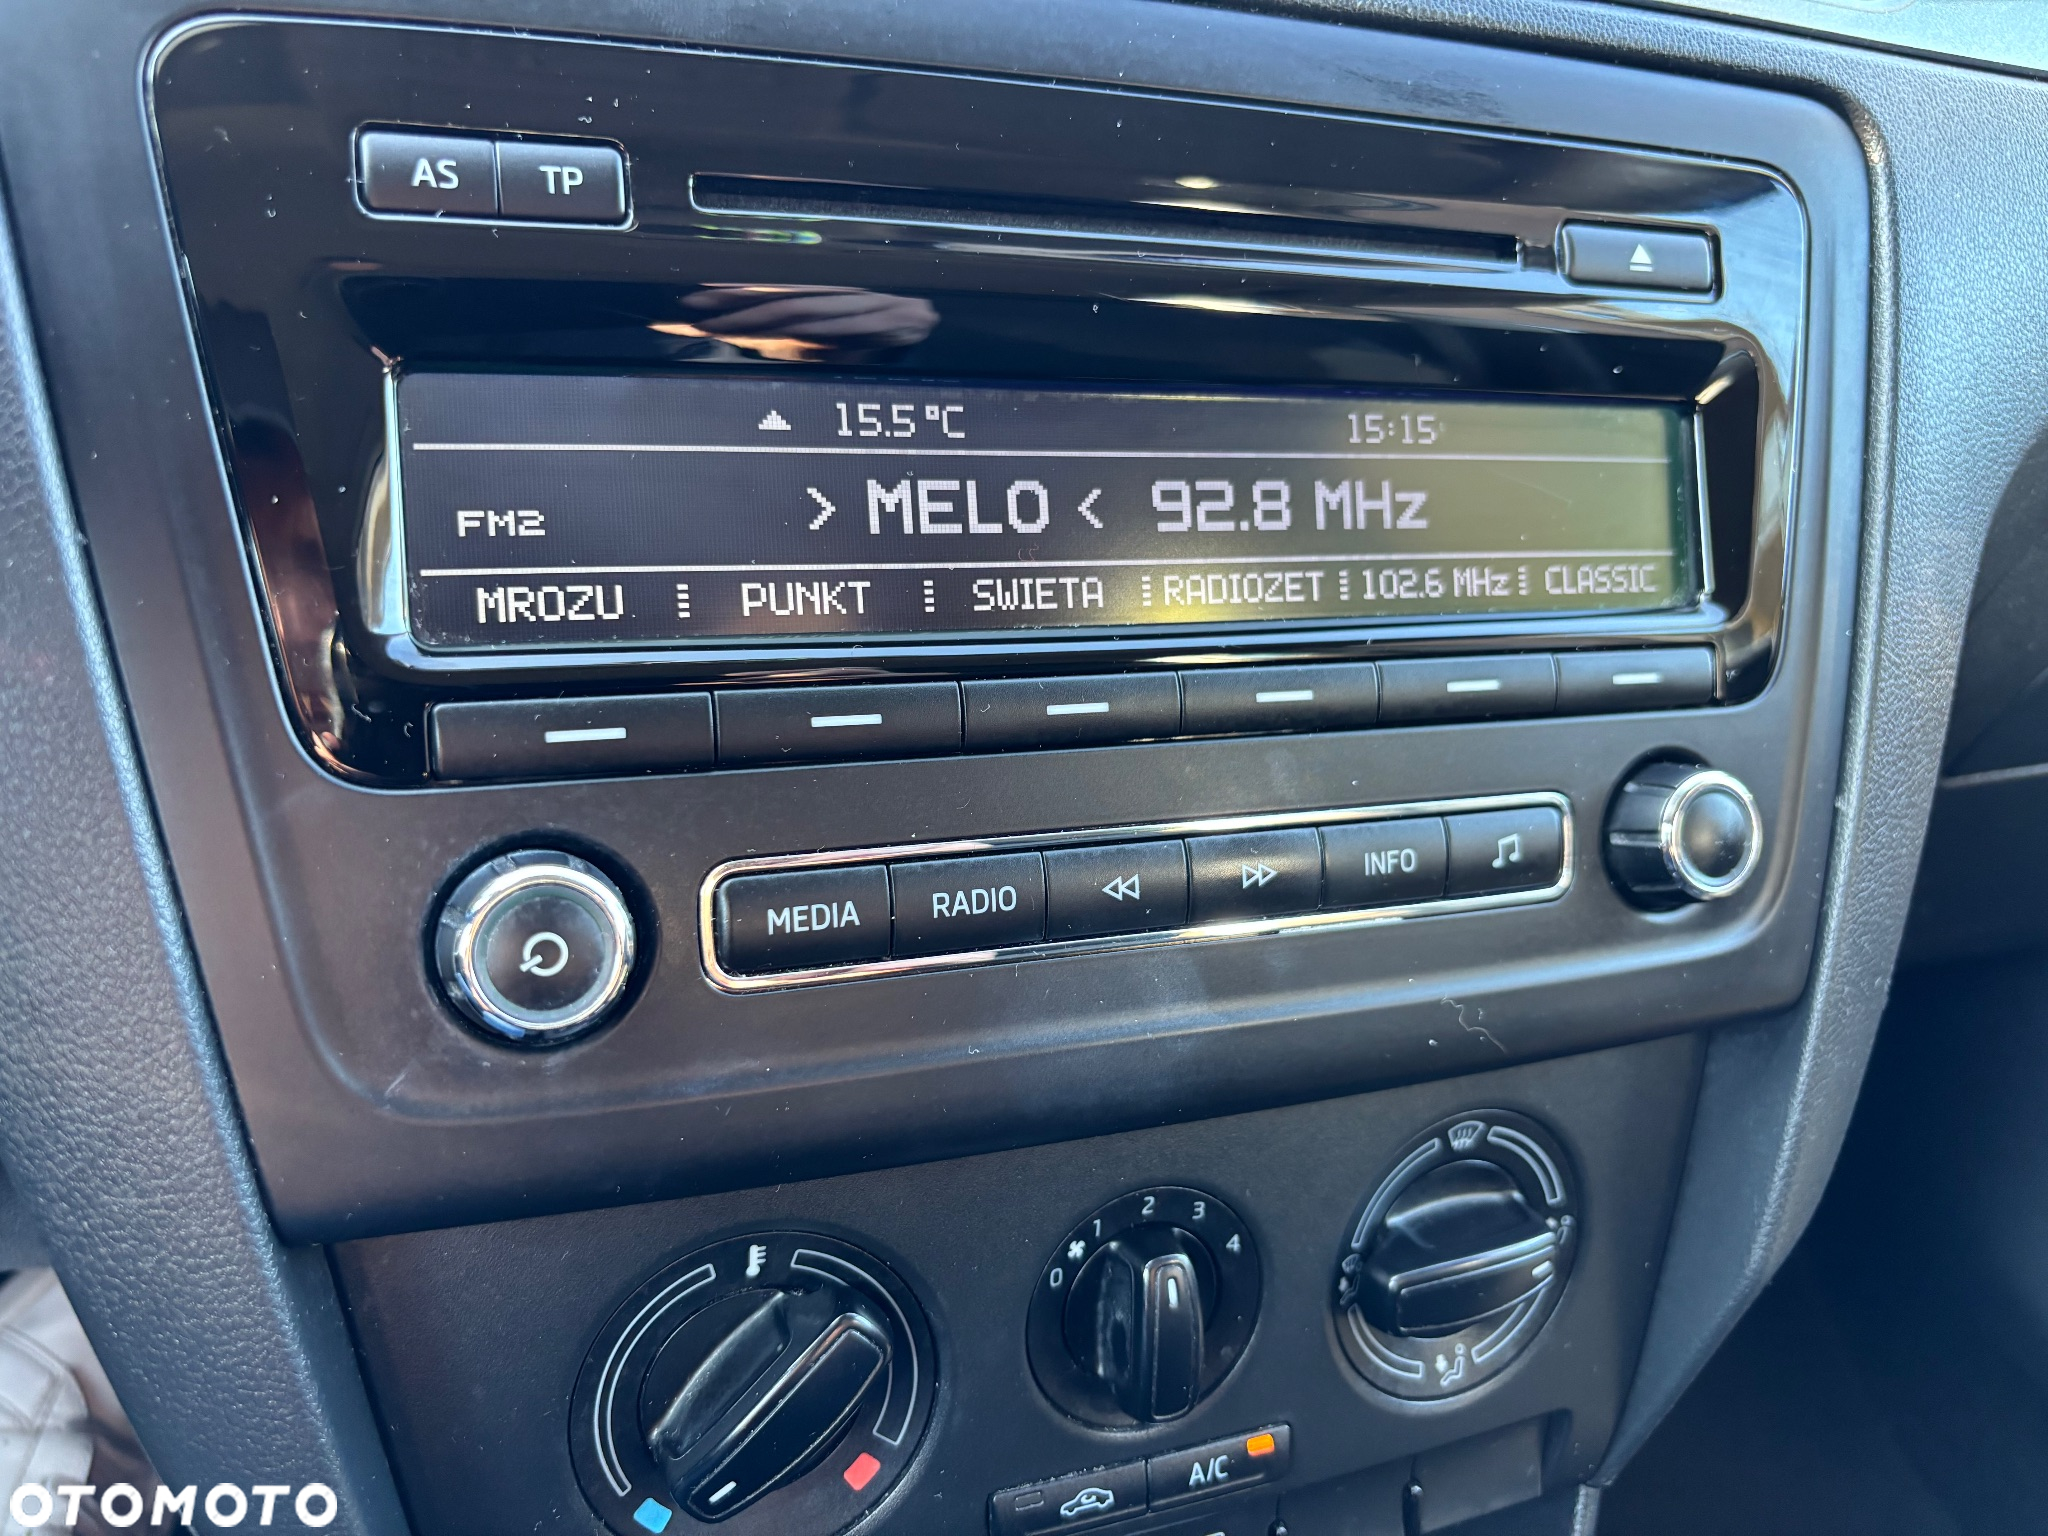 AS TP
15.5°C 15:15
FM2 > MELO < 92.8 MHz
MROZU PUNKT SWIETA RADIOZET 102.6 MHz CLASSIC
MEDIA RADIO INFO
0 1 2 3 4
A/C
OTOMOTO